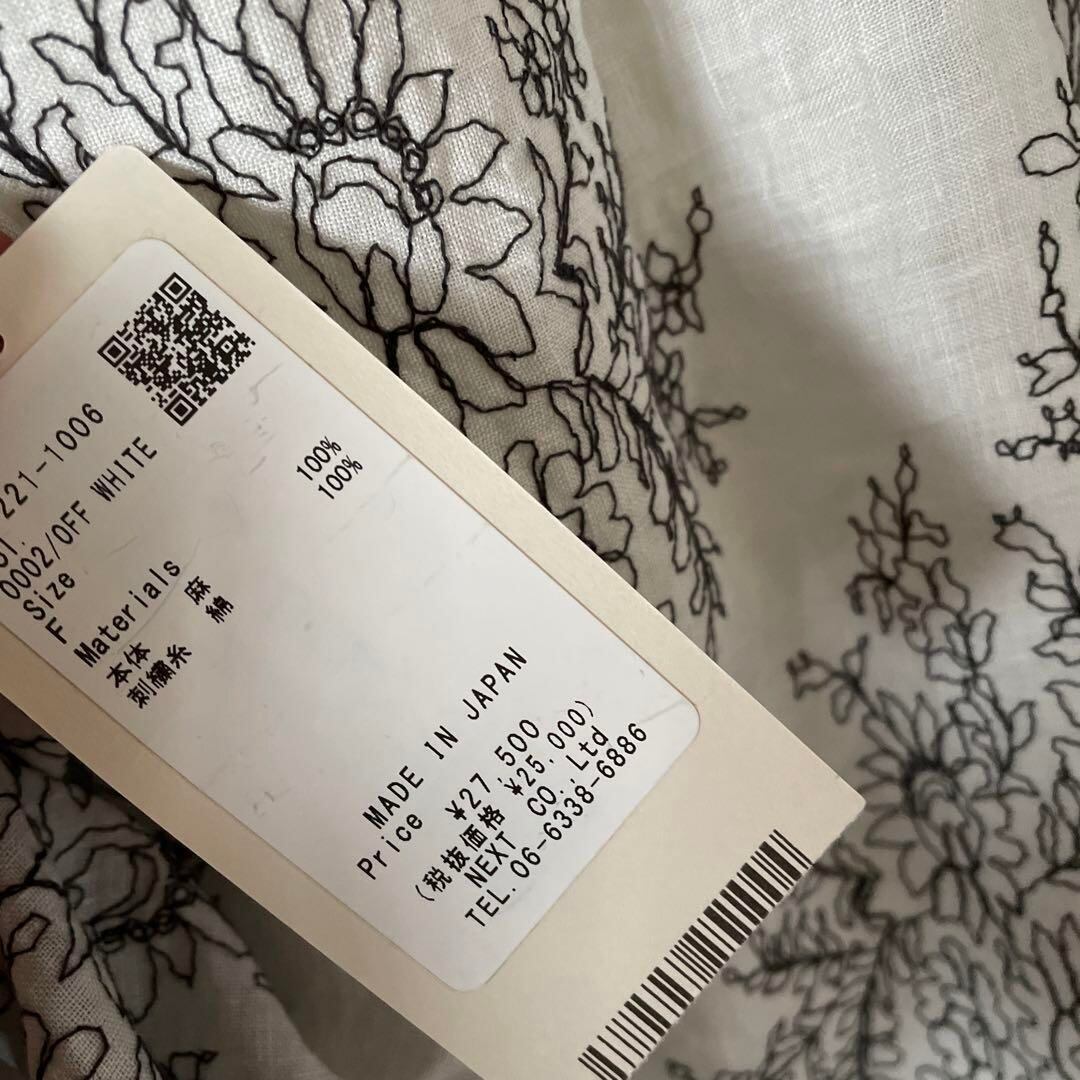 221-1006
0002/OFF WHITE
Size
F
Materials
本体 麻 100%
刺繍糸 綿 100%
MADE IN JAPAN
Price ¥27,500
(税抜価格 ¥25,000)
NEXT CO.,Ltd
TEL. 06-6338-6886